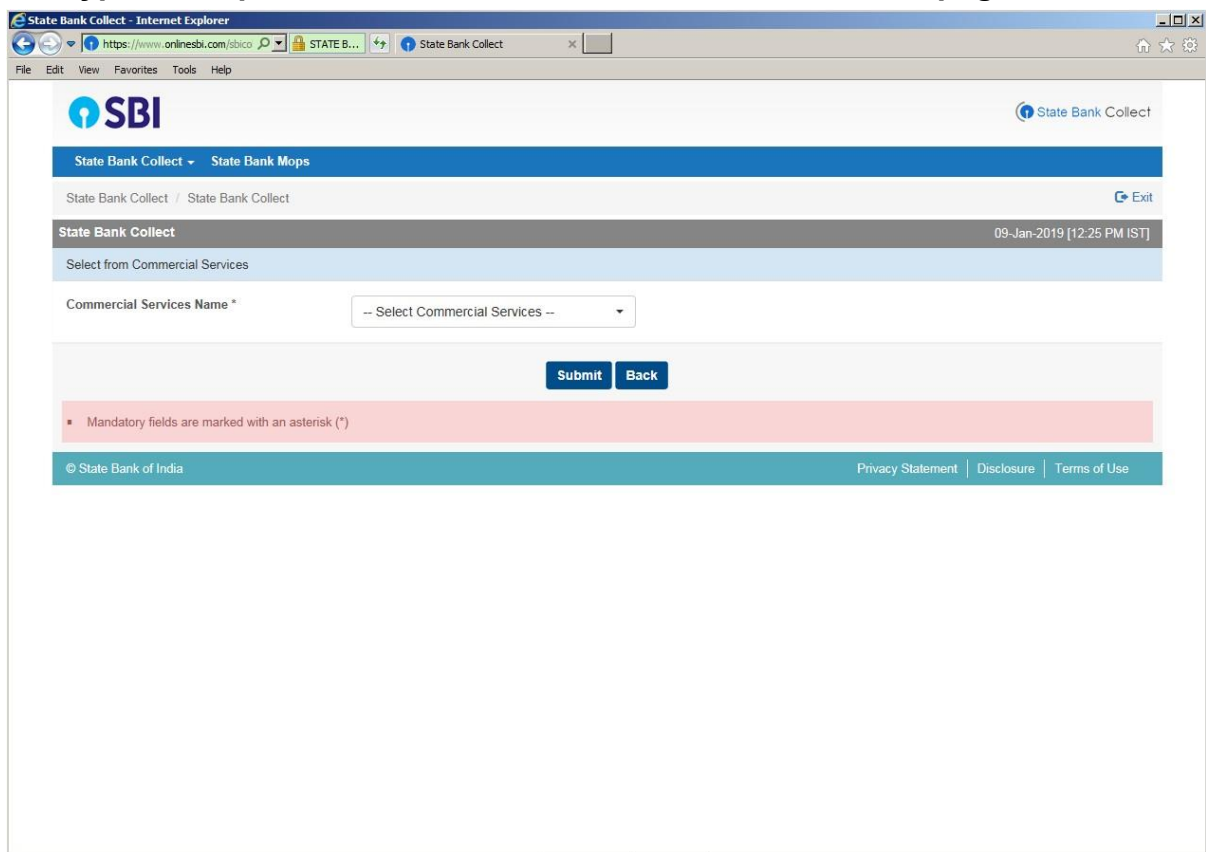 State Bank Collect - Internet Explorer
https://www.onlinesbi.com/sbico STATE B... State Bank Collect
File Edit View Favorites Tools Help
SBI State Bank Collect
State Bank Collect State Bank Mops
State Bank Collect / State Bank Collect Exit
State Bank Collect 09-Jan-2019 [12:25 PM IST]
Select from Commercial Services
Commercial Services Name * -- Select Commercial Services --
Submit Back
Mandatory fields are marked with an asterisk (*)
© State Bank of India Privacy Statement | Disclosure | Terms of Use